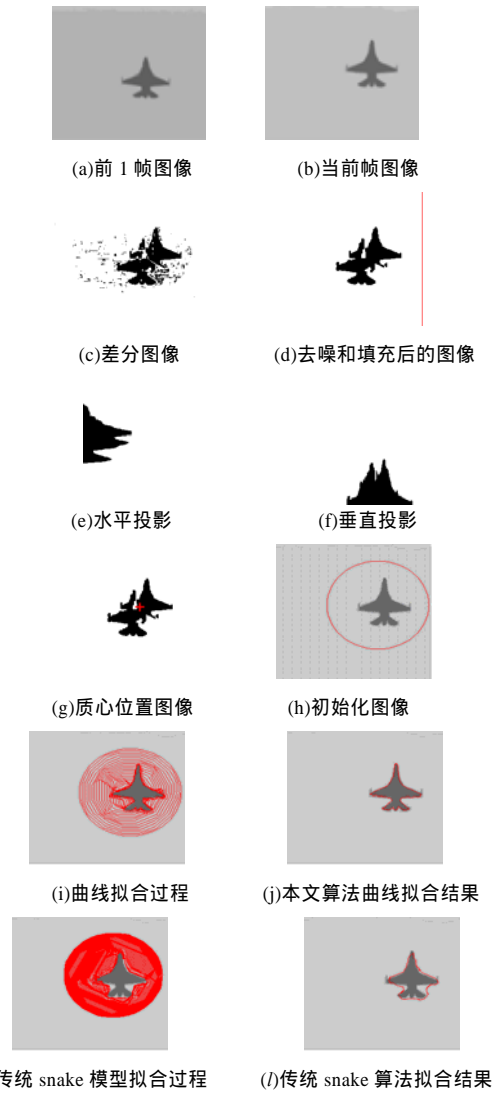 (a)前 1 帧图像
(b)当前帧图像
(c)差分图像
(d)去噪和填充后的图像
(e)水平投影
(f)垂直投影
(g)质心位置图像
(h)初始化图像
(i)曲线拟合过程
(j)本文算法曲线拟合结果
传统 snake 模型拟合过程
(l)传统 snake 算法拟合结果